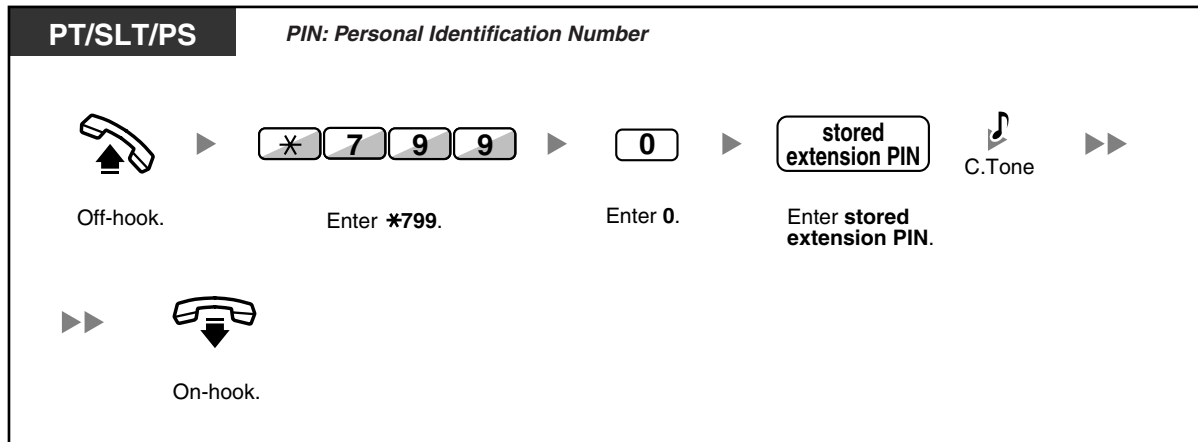 PT/SLT/PS PIN: Personal Identification Number
* 7 9 9 0 stored
extension PIN
C.Tone
Off-hook. Enter *799. Enter 0. Enter stored
extension PIN.
On-hook.